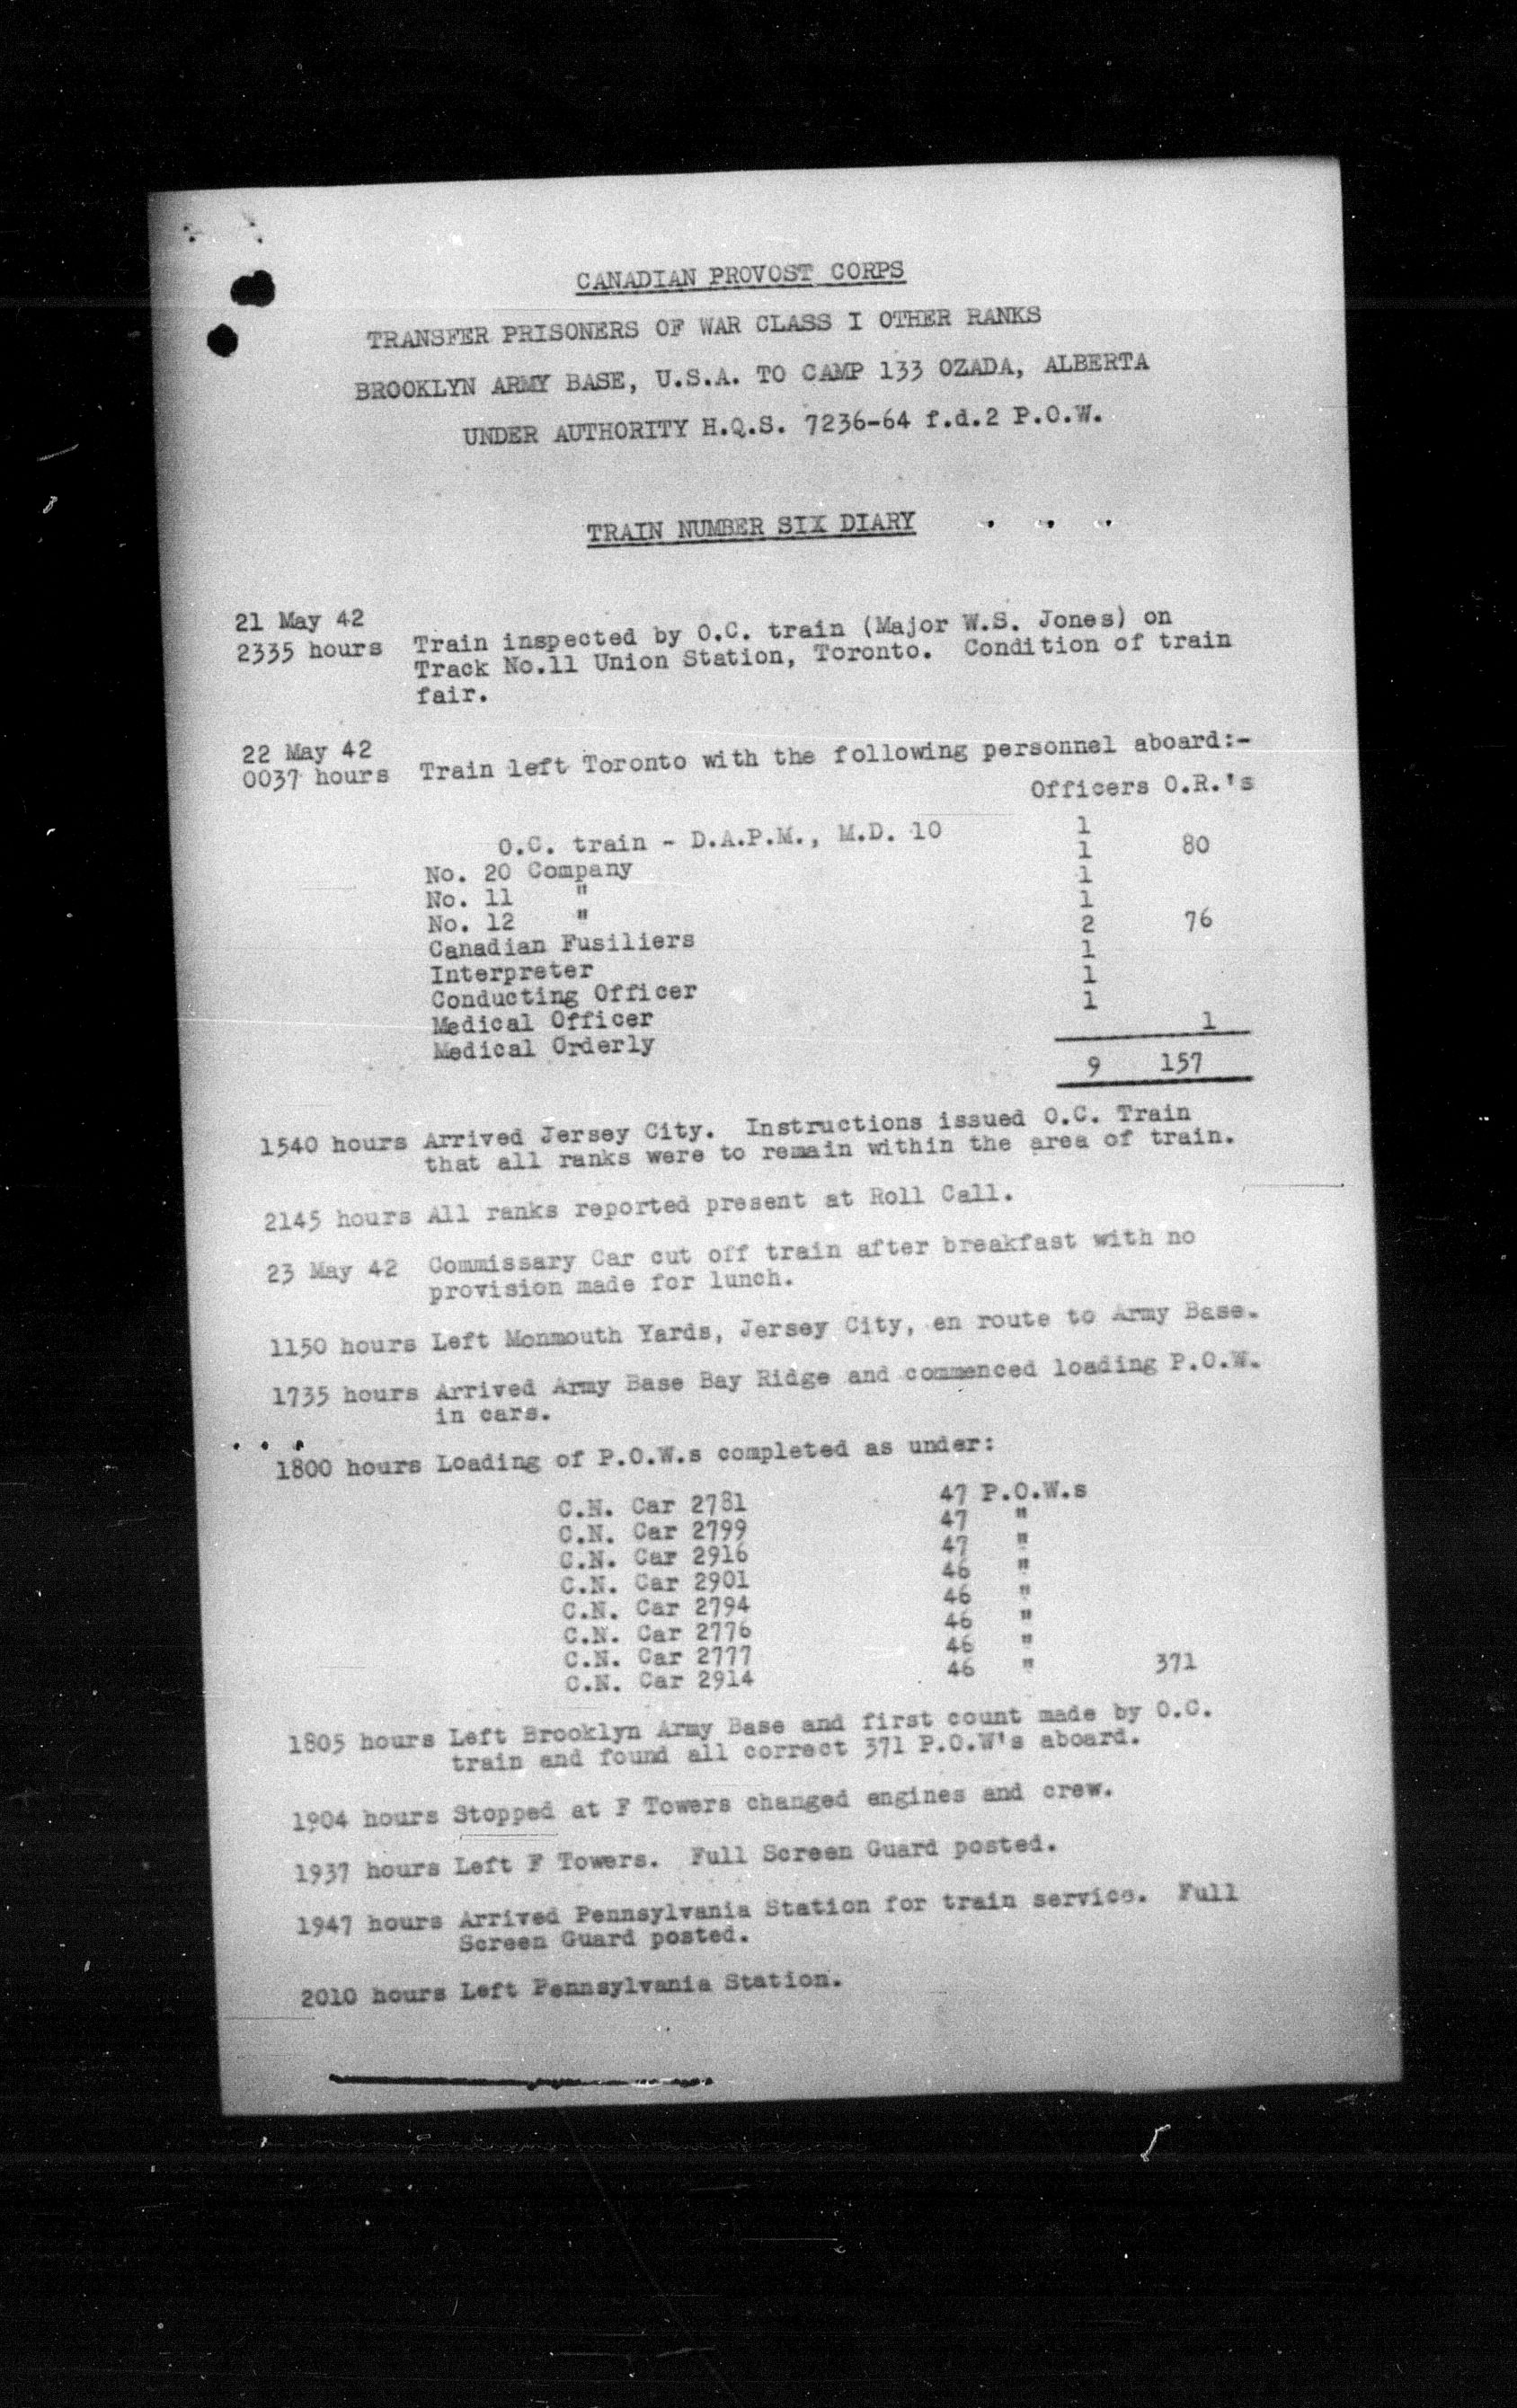 CANADIAN PROVOST CORPS
TRANSFER PRISONERS OF WAR CLASS I OTHER RANKS
BROOKLYN ARMY BASE, U.S.A. TO CAMP 133 OZADA, ALBERTA
UNDER AUTHORITY H.Q.S. 7236-64 f.d.2 P.O.W.
TRAIN NUMBER SIX DIARY
21 May 42
2335 hours Train inspected by O.C. train (Major W.S. Jones) on
Track No.11 Union Station, Toronto. Condition of train
fair.
22 May 42
0037 hours Train left Toronto with the following personnel aboard:-
Officers O.R.'s
O.C. train - D.A.P.M., M.D. 10 1
No. 20 Company 1 80
No. 11 " 1
No. 12 " 1
Canadian Fusiliers 2 76
Interpreter 1
Conducting Officer 1
Medical Officer 1
Medical Orderly 1
9 157
1540 hours Arrived Jersey City. Instructions issued O.C. Train
that all ranks were to remain within the area of train.
2145 hours All ranks reported present at Roll Call.
23 May 42 Commissary Car cut off train after breakfast with no
provision made for lunch.
1150 hours Left Monmouth Yards, Jersey City, en route to Army Base.
1735 hours Arrived Army Base Bay Ridge and commenced loading P.O.W.
in cars.
1800 hours Loading of P.O.W.s completed as under:
C.N. Car 2781 47 P.O.W.s
C.N. Car 2799 47 "
C.N. Car 2916 47 "
C.N. Car 2901 46 "
C.N. Car 2794 46 "
C.N. Car 2776 46 "
C.N. Car 2777 46 "
C.N. Car 2914 46 " 371
1805 hours Left Brooklyn Army Base and first count made by O.C.
train and found all correct 371 P.O.W's aboard.
1904 hours Stopped at F Towers changed engines and crew.
1937 hours Left F Towers. Full Screen Guard posted.
1947 hours Arrived Pennsylvania Station for train service. Full
Screen Guard posted.
2010 hours Left Pennsylvania Station.